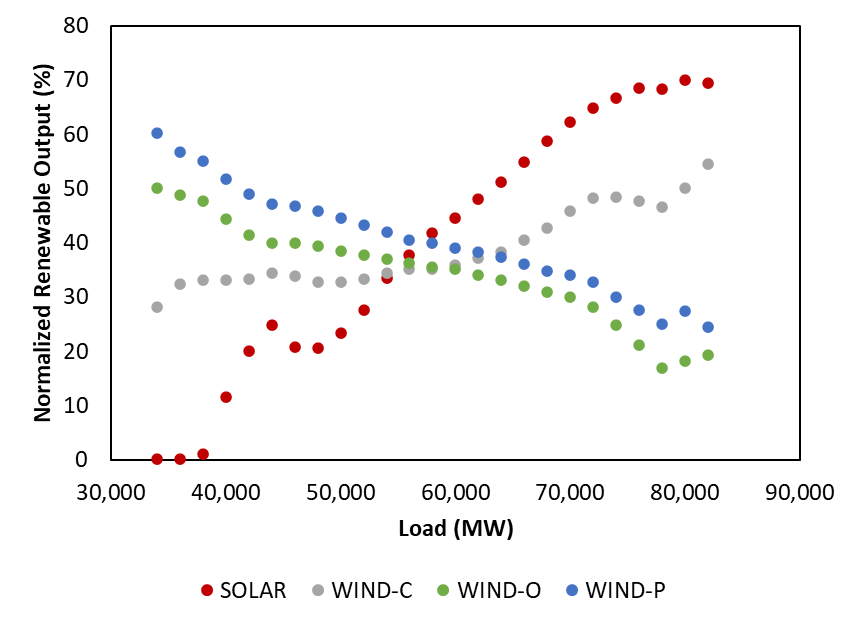 Normalized Renewable Output (%)
80
70
60
50
40
30
20
10
0
30,000 40,000 50,000 60,000 70,000 80,000 90,000
Load (MW)
SOLAR WIND-C WIND-O WIND-P